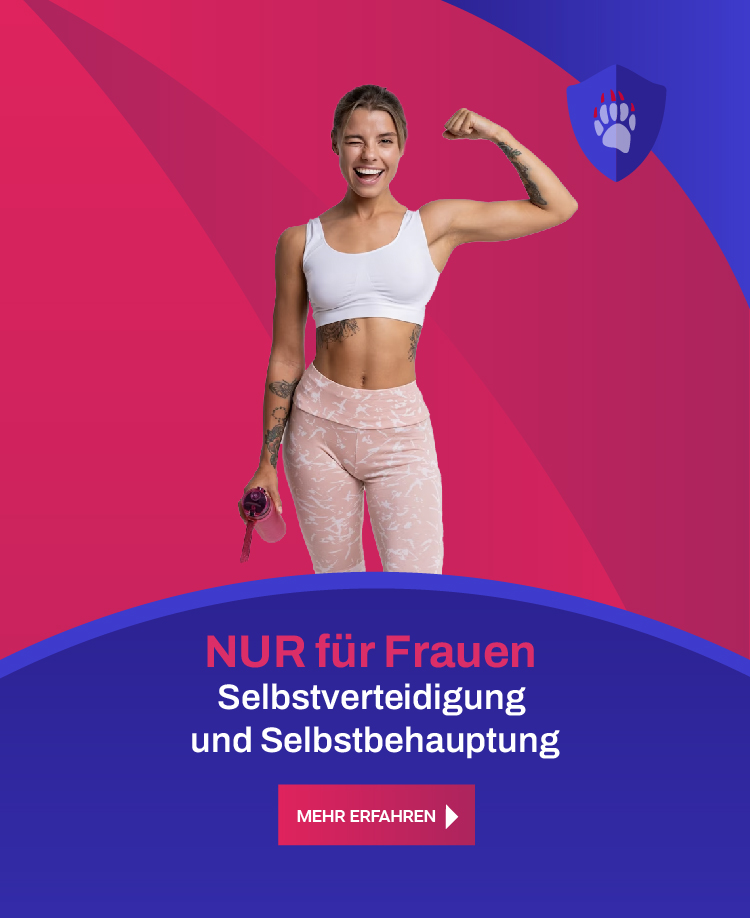 NUR für Frauen
Selbstverteidigung
und Selbstbehauptung
MEHR ERFAHREN